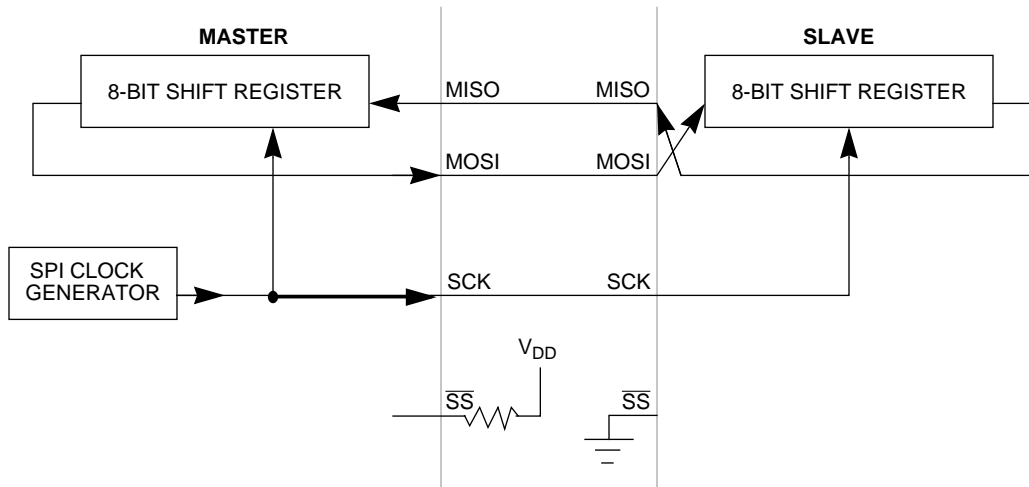 MASTER
SLAVE
8-BIT SHIFT REGISTER
MISO
MISO
8-BIT SHIFT REGISTER
MOSI
MOSI
SPI CLOCK
GENERATOR
SCK
SCK
VDD
SS
SS